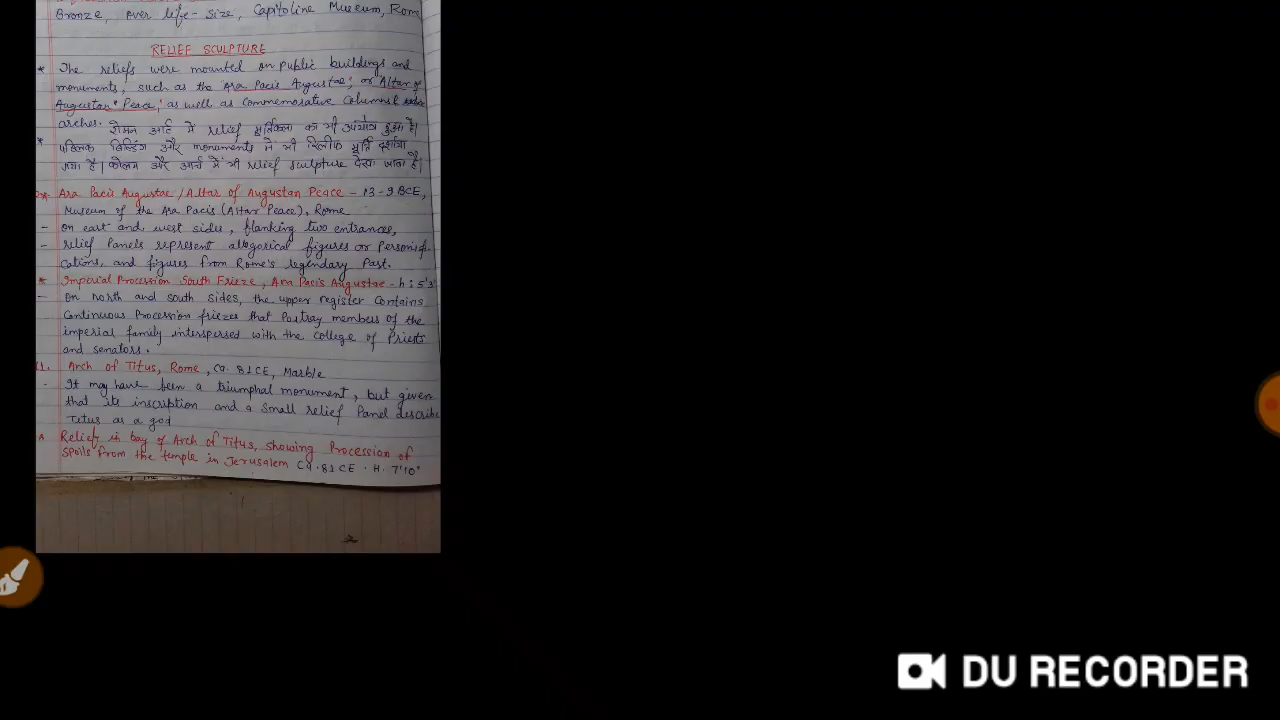 Bronze, over life-size, Capitoline Museum, Rome
RELIEF SCULPTURE
* The reliefs were mounted on public buildings and
monuments, such as the 'Ara Pacis Augustae', or Altar of
Augustan Peace, as well as commemorative columns &
arches. रोमन आर्ट में relief मूर्तिकला का भी उपयोग हुआ है।
* पब्लिक बिल्डिंग और monuments में भी रिलीफ मूर्ति दर्शाया
गया है। कोलम और आर्च में भी relief sculpture देखा जाता है।
Ara Pacis Augustae / Altar of Augustan Peace - 13-9 BCE,
Museum of the Ara Pacis (Altar Peace), Rome
- on east and west sides, flanking two entrances,
- relief Panels represent allegorical figures or Personifi-
cations, and figures from Rome's legendary Past.
* Imperial Procession South Frieze, Ara Pacis Augustae - h: 5'3"
- On north and south sides, the upper register Contains
Continuous Procession friezes that Portray members of the
imperial family interspersed with the college of Priests
and senators.
Arch of Titus, Rome, Ca. 81 CE, Marble
- It may have been a triumphal monument, but given
that its inscription and a small relief Panel describe
Titus as a god
Relief in bay of Arch of Titus, showing Procession of
spoils from the temple in Jerusalem Ca. 81 CE. H. 7'10"
DU RECORDER